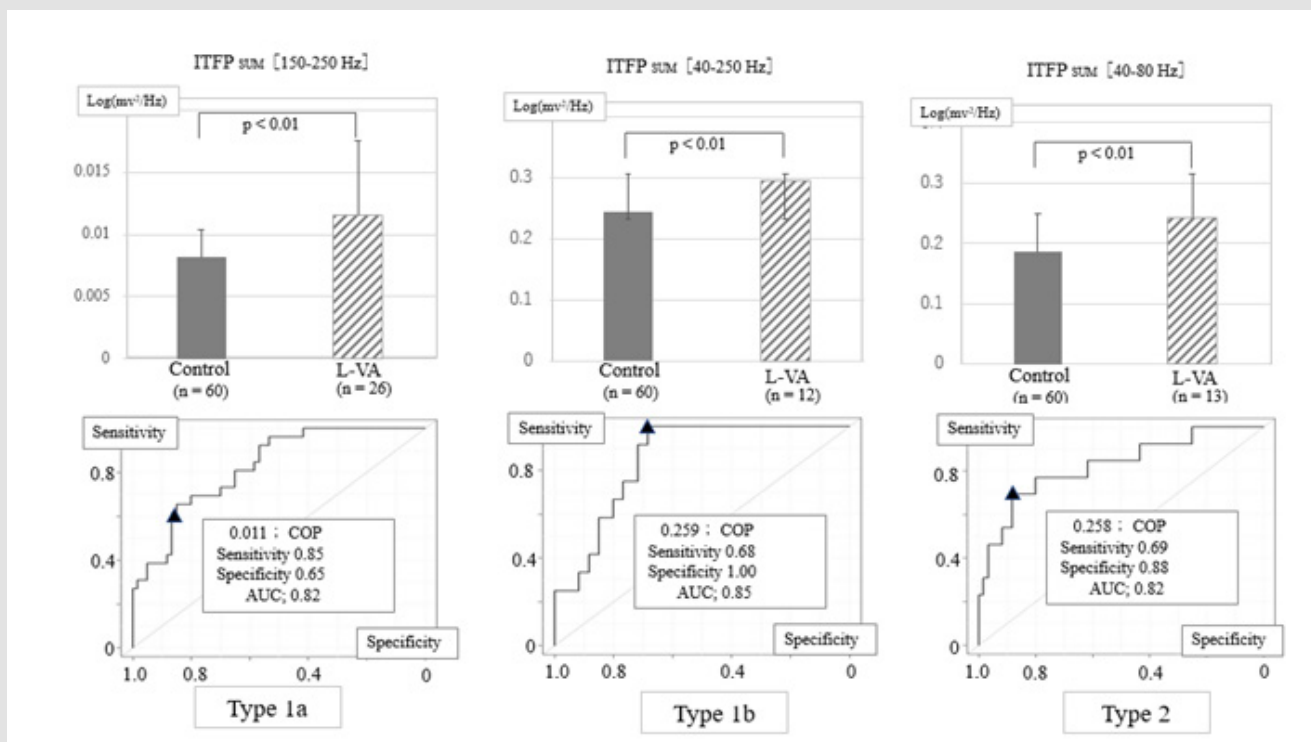 ITFP SUM [150-250 Hz]
Log(mv²/Hz)
p < 0.01
0.015
0.01
0.005
0
Control
(n = 60)
L-VA
(n = 26)
ITFP SUM [40-250 Hz]
Log(mv²/Hz)
p < 0.01
0.3
0.2
0.1
0
Control
(n = 60)
L-VA
(n = 12)
ITFP SUM [40-80 Hz]
Log(mv²/Hz)
p < 0.01
0.3
0.2
0.1
0
Control
(n = 60)
L-VA
(n = 13)
Sensitivity
0.8
0.4
0
0.011 ; COP
Sensitivity 0.85
Specificity 0.65
AUC; 0.82
Specificity
1.0 0.8 0.4 0
Type 1a
Sensitivity
0.8
0.4
0
0.259 ; COP
Sensitivity 0.68
Specificity 1.00
AUC; 0.85
Specificity
1.0 0.8 0.4 0
Type 1b
Sensitivity
0.8
0.4
0
0.258 ; COP
Sensitivity 0.69
Specificity 0.88
AUC; 0.82
Specificity
1.0 0.8 0.4 0
Type 2